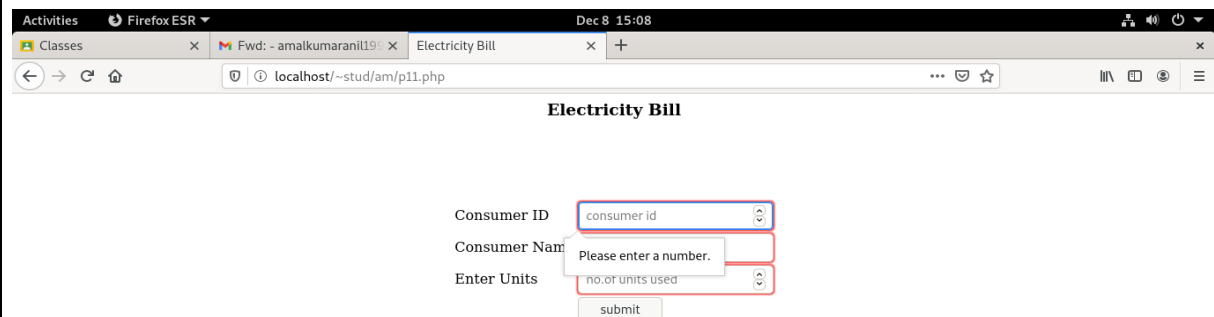 Activities Firefox ESR Dec 8 15:08
Classes Fwd: - amalkumaranil199 Electricity Bill
localhost/~stud/am/p11.php
Electricity Bill
Consumer ID consumer id
Consumer Nam
Please enter a number.
Enter Units no.of units used
submit